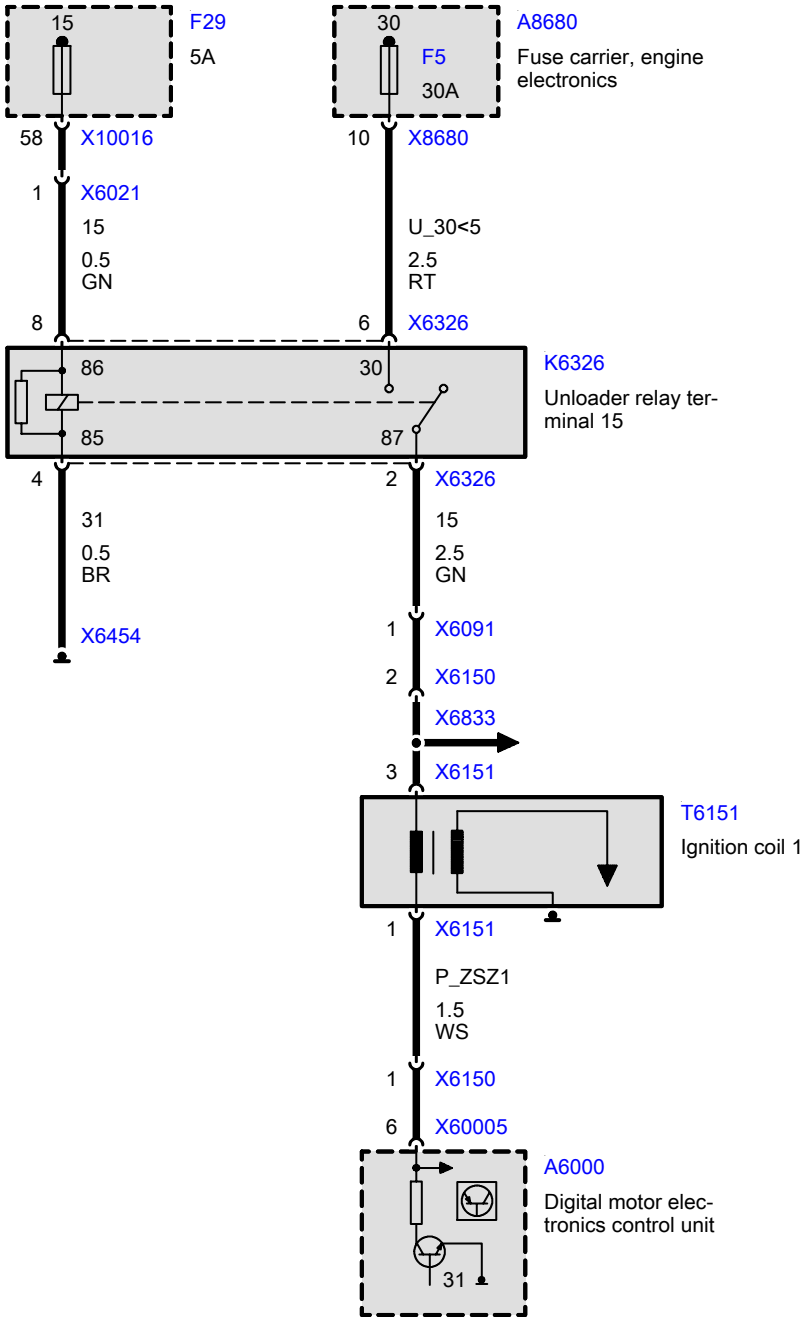 15
F29
5A
30
F5
30A
A8680
Fuse carrier, engine
electronics
58
X10016
10
X8680
1
X6021
15
0.5
GN
U_30<5
2.5
RT
8
6
X6326
86
30
K6326
Unloader relay ter-
minal 15
85
87
4
2
X6326
31
0.5
BR
15
2.5
GN
X6454
1
X6091
2
X6150
X6833
3
X6151
T6151
Ignition coil 1
1
X6151
P_ZSZ1
1.5
WS
1
X6150
6
X60005
A6000
Digital motor elec-
tronics control unit
31